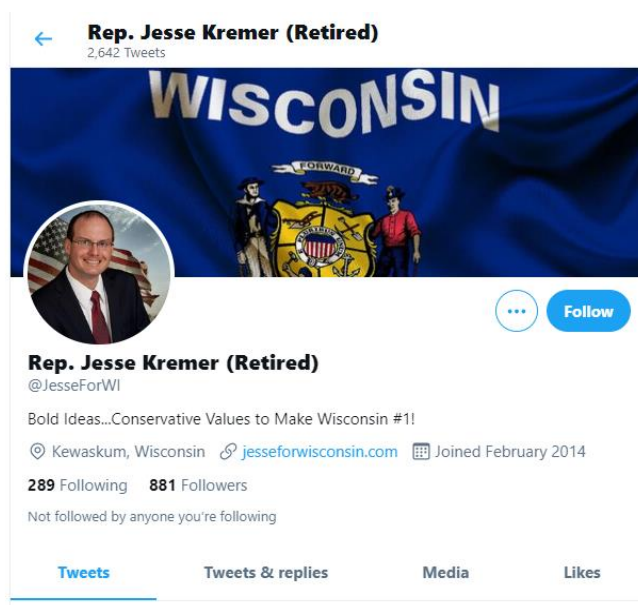 Rep. Jesse Kremer (Retired)
2,642 Tweets
WISCONSIN
FORWARD
Follow
Rep. Jesse Kremer (Retired)
@JesseForWI
Bold Ideas...Conservative Values to Make Wisconsin #1!
Kewaskum, Wisconsin jesseforwisconsin.com Joined February 2014
289 Following 881 Followers
Not followed by anyone you're following
Tweets Tweets & replies Media Likes